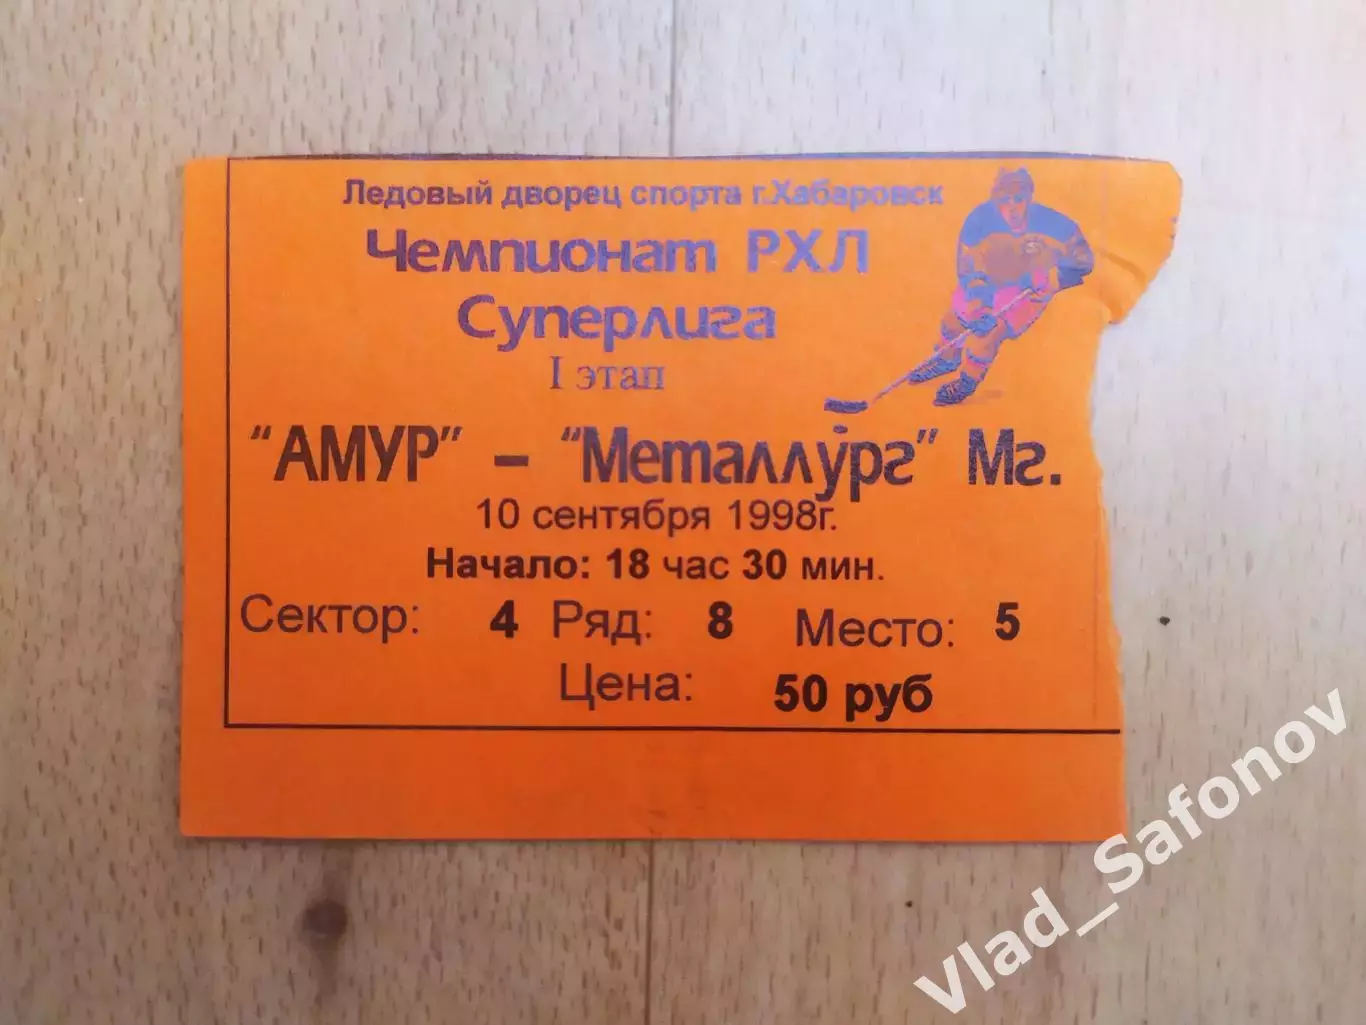 Ледовый дворец спорта г.Хабаровск
Чемпионат РХЛ
Суперлига
I этап
"АМУР" - "Металлург" Мг.
10 сентября 1998г.
Начало: 18 час 30 мин.
Сектор: 4 Ряд: 8 Место: 5
Цена: 50 руб
Vlad_Safonov